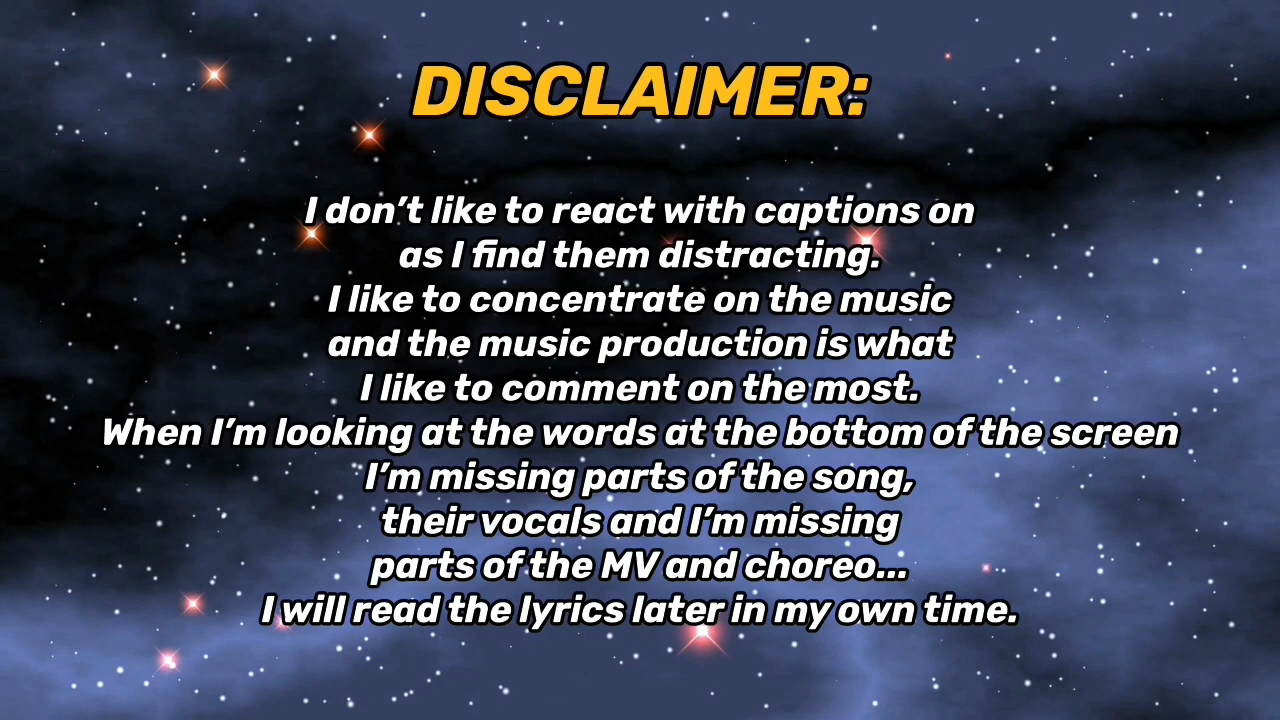 DISCLAIMER:
I don’t like to react with captions on
as I find them distracting.
I like to concentrate on the music
and the music production is what
I like to comment on the most.
When I’m looking at the words at the bottom of the screen
I’m missing parts of the song,
their vocals and I’m missing
parts of the MV and choreo...
I will read the lyrics later in my own time.